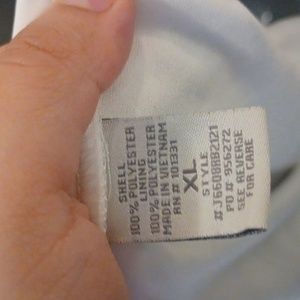 SHELL
100% POLYESTER
LINING
100% POLYESTER
MADE IN VIETNAM
RN# 101331
XL
STYLE
#J6608RB2121
PO# 956272
SEE REVERSE
FOR CARE